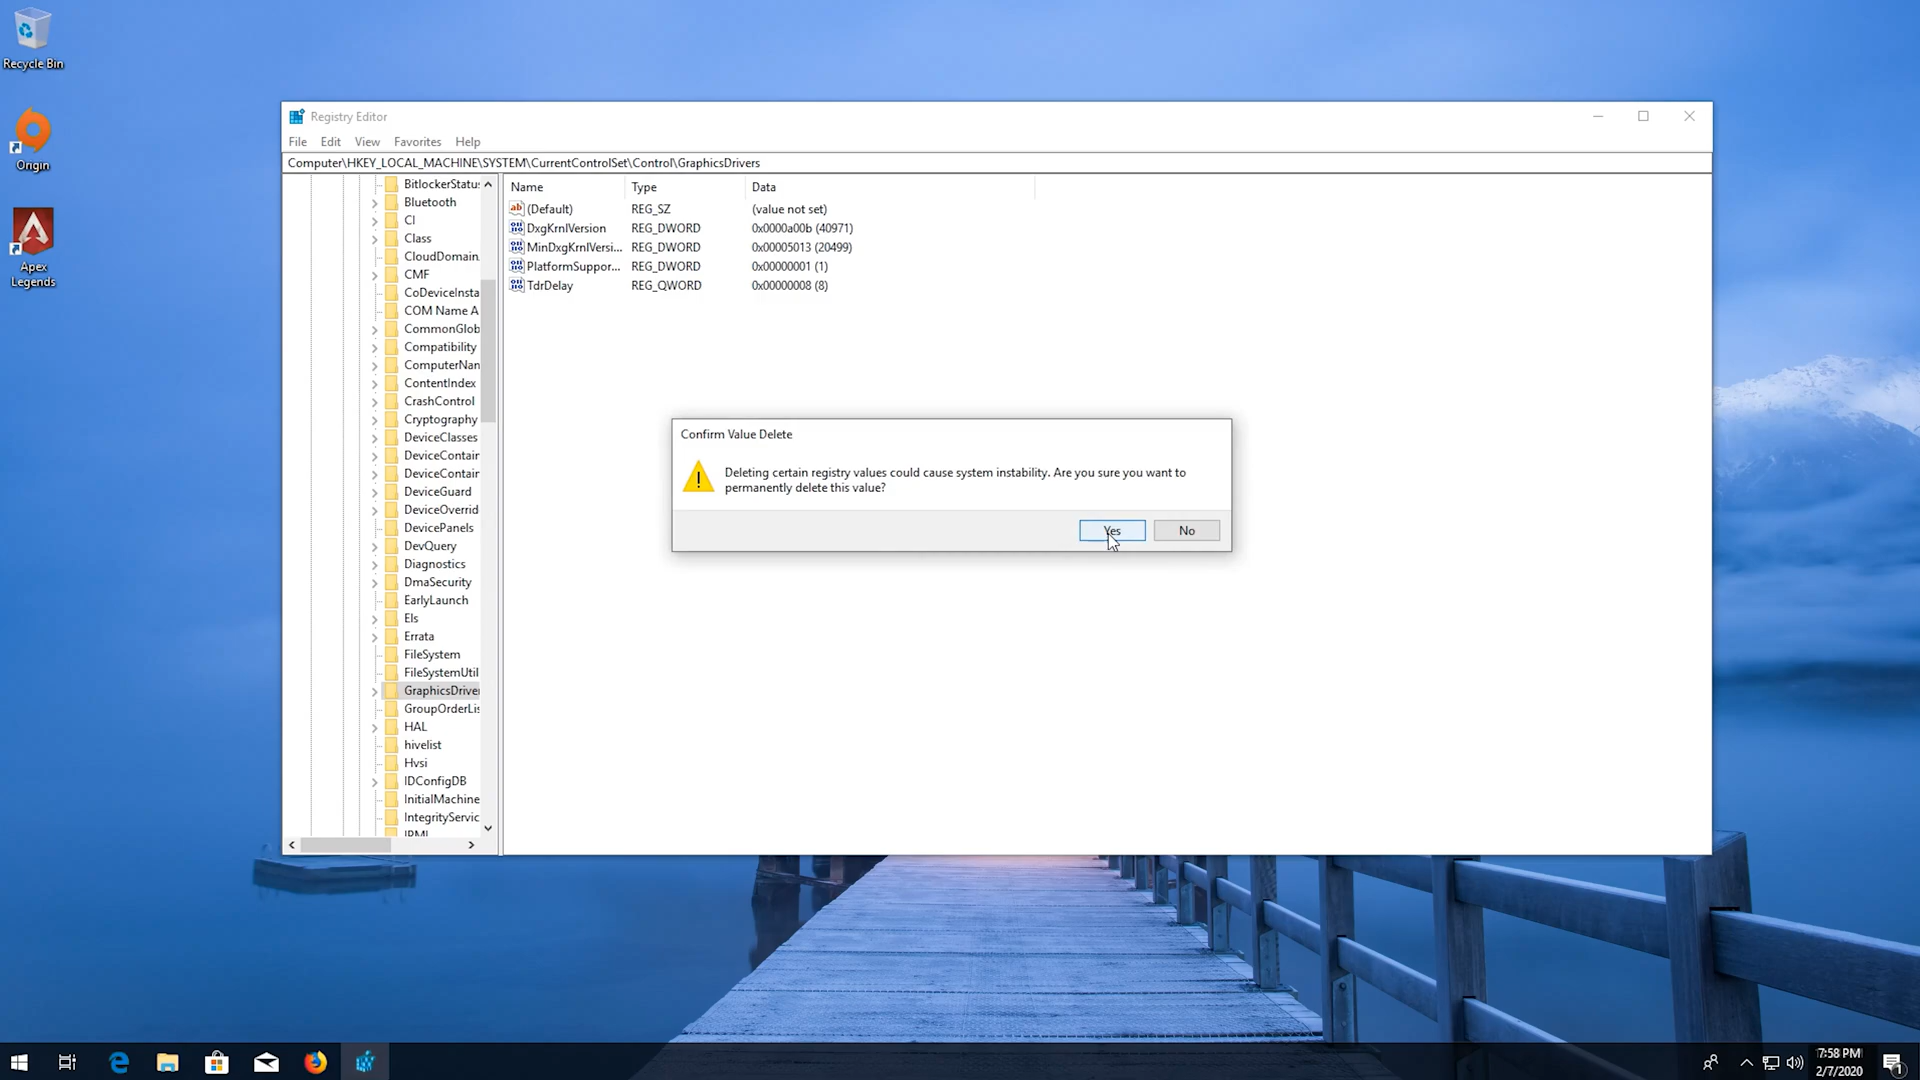 Recycle Bin
Origin
Apex
Legends
Registry Editor
File Edit View Favorites Help
Computer\HKEY_LOCAL_MACHINE\SYSTEM\CurrentControlSet\Control\GraphicsDrivers
BitlockerStatus
Bluetooth
CI
Class
CloudDomain
CMF
CoDeviceInsta
COM Name A
CommonGlob
Compatibility
ComputerNan
ContentIndex
CrashControl
Cryptography
DeviceClasses
DeviceContain
DeviceContain
DeviceGuard
DeviceOverrid
DevicePanels
DevQuery
Diagnostics
DmaSecurity
EarlyLaunch
Els
Errata
FileSystem
FileSystemUtil
GraphicsDriver
GroupOrderLis
HAL
hivelist
Hvsi
IDConfigDB
InitialMachine
IntegrityServic
IPMI
Name Type Data
(Default) REG_SZ (value not set)
DxgKrnlVersion REG_DWORD 0x0000a00b (40971)
MinDxgKrnlVersi... REG_DWORD 0x00005013 (20499)
PlatformSuppor... REG_DWORD 0x00000001 (1)
TdrDelay REG_QWORD 0x00000008 (8)
Confirm Value Delete
Deleting certain registry values could cause system instability. Are you sure you want to
permanently delete this value?
Yes No
7:58 PM
2/7/2020
1